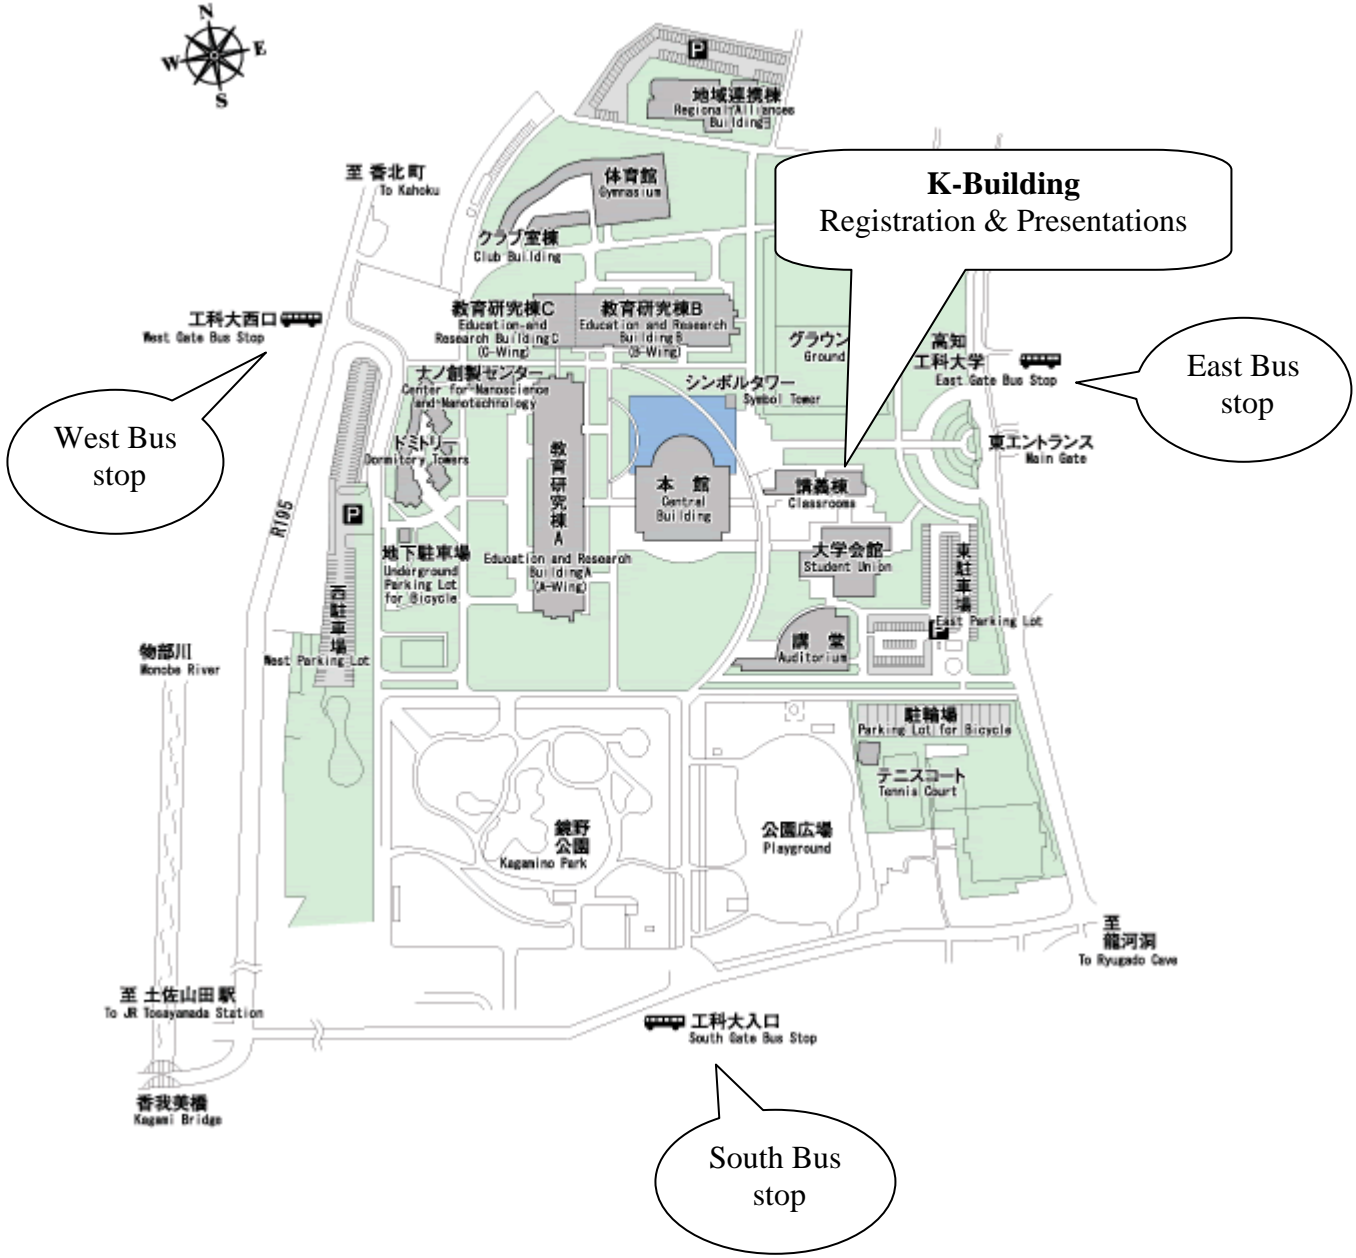 N
W
E
S
P
地域連携棟
Regional Alliances
Building
至 香北町
To Kahoku
体育館
Gymnasium
K-Building
Registration & Presentations
クラブ室棟
Club Building
工科大西口
West Gate Bus Stop
教育研究棟C
Education and
Research Building C
(C-Wing)
教育研究棟B
Education and Research
Building B
(B-Wing)
グラウン
Ground
高知
工科大学
East Gate Bus Stop
East Bus
stop
ナノ創製センター
Center for Nanoscience
and Nanotechnology
シンボルタワー
Symbol Tower
West Bus
stop
ドミトリー
Dormitory Towers
東エントランス
Main Gate
教育研究棟A
Education and Research
Building A
(A-Wing)
本 館
Central
Building
講義棟
Classrooms
R195
P
地下駐車場
Underground
Parking Lot
for Bicycle
大学会館
Student Union
東駐車場
P
East Parking Lot
西駐車場
West Parking Lot
講 堂
Auditorium
物部川
Monobe River
駐輪場
Parking Lot for Bicycle
テニスコート
Tennis Court
鏡野
公園
Kagamino Park
公園広場
Playground
至
龍河洞
To Ryugado Cave
至 土佐山田駅
To JR Tosayamada Station
工科大入口
South Gate Bus Stop
香我美橋
Kagami Bridge
South Bus
stop